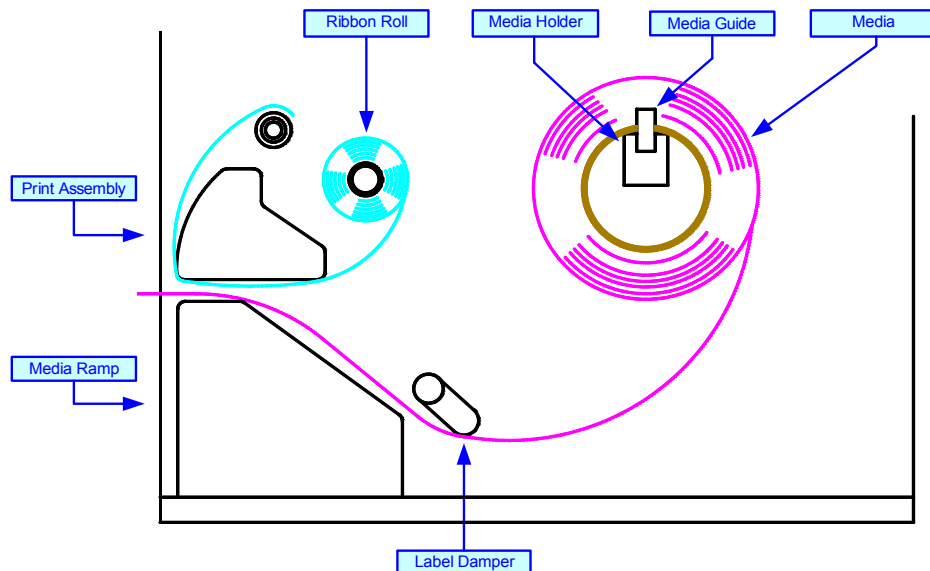 Ribbon Roll
Media Holder
Media Guide
Media
Print Assembly
Media Ramp
Label Damper